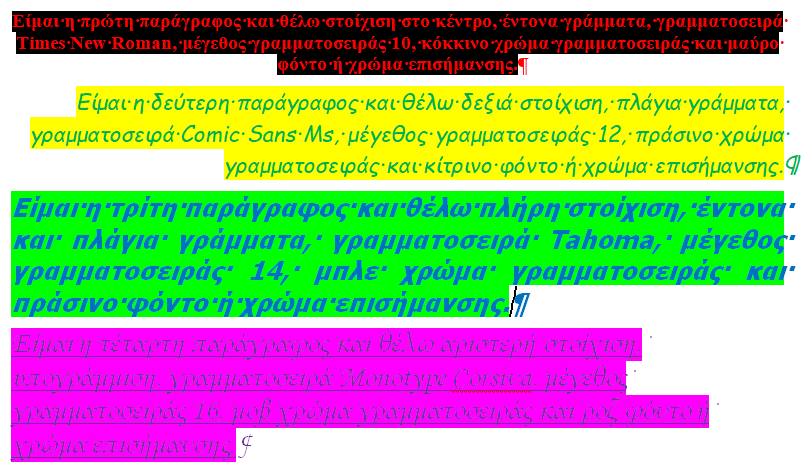 Είμαι η πρώτη παράγραφος και θέλω στοίχιση στο κέντρο, έντονα γράμματα, γραμματοσειρά
Times New Roman, μέγεθος γραμματοσειράς 10, κόκκινο χρώμα γραμματοσειράς και μαύρο
φόντο ή χρώμα επισήμανσης.¶
Είμαι η δεύτερη παράγραφος και θέλω δεξιά στοίχιση, πλάγια γράμματα,
γραμματοσειρά Comic Sans Ms, μέγεθος γραμματοσειράς 12, πράσινο χρώμα
γραμματοσειράς και κίτρινο φόντο ή χρώμα επισήμανσης.¶
Είμαι η τρίτη παράγραφος και θέλω πλήρη στοίχιση, έντονα
και πλάγια γράμματα, γραμματοσειρά Tahoma, μέγεθος
γραμματοσειράς 14, μπλε χρώμα γραμματοσειράς και
πράσινο φόντο ή χρώμα επισήμανσης.¶
Είμαι η τέταρτη παράγραφος και θέλω αριστερή στοίχιση,
υπογράμμιση, γραμματοσειρά Monotype Corsiva, μέγεθος
γραμματοσειράς 16, μοβ χρώμα γραμματοσειράς και ροζ φόντο ή
χρώμα επισήμανσης.¶